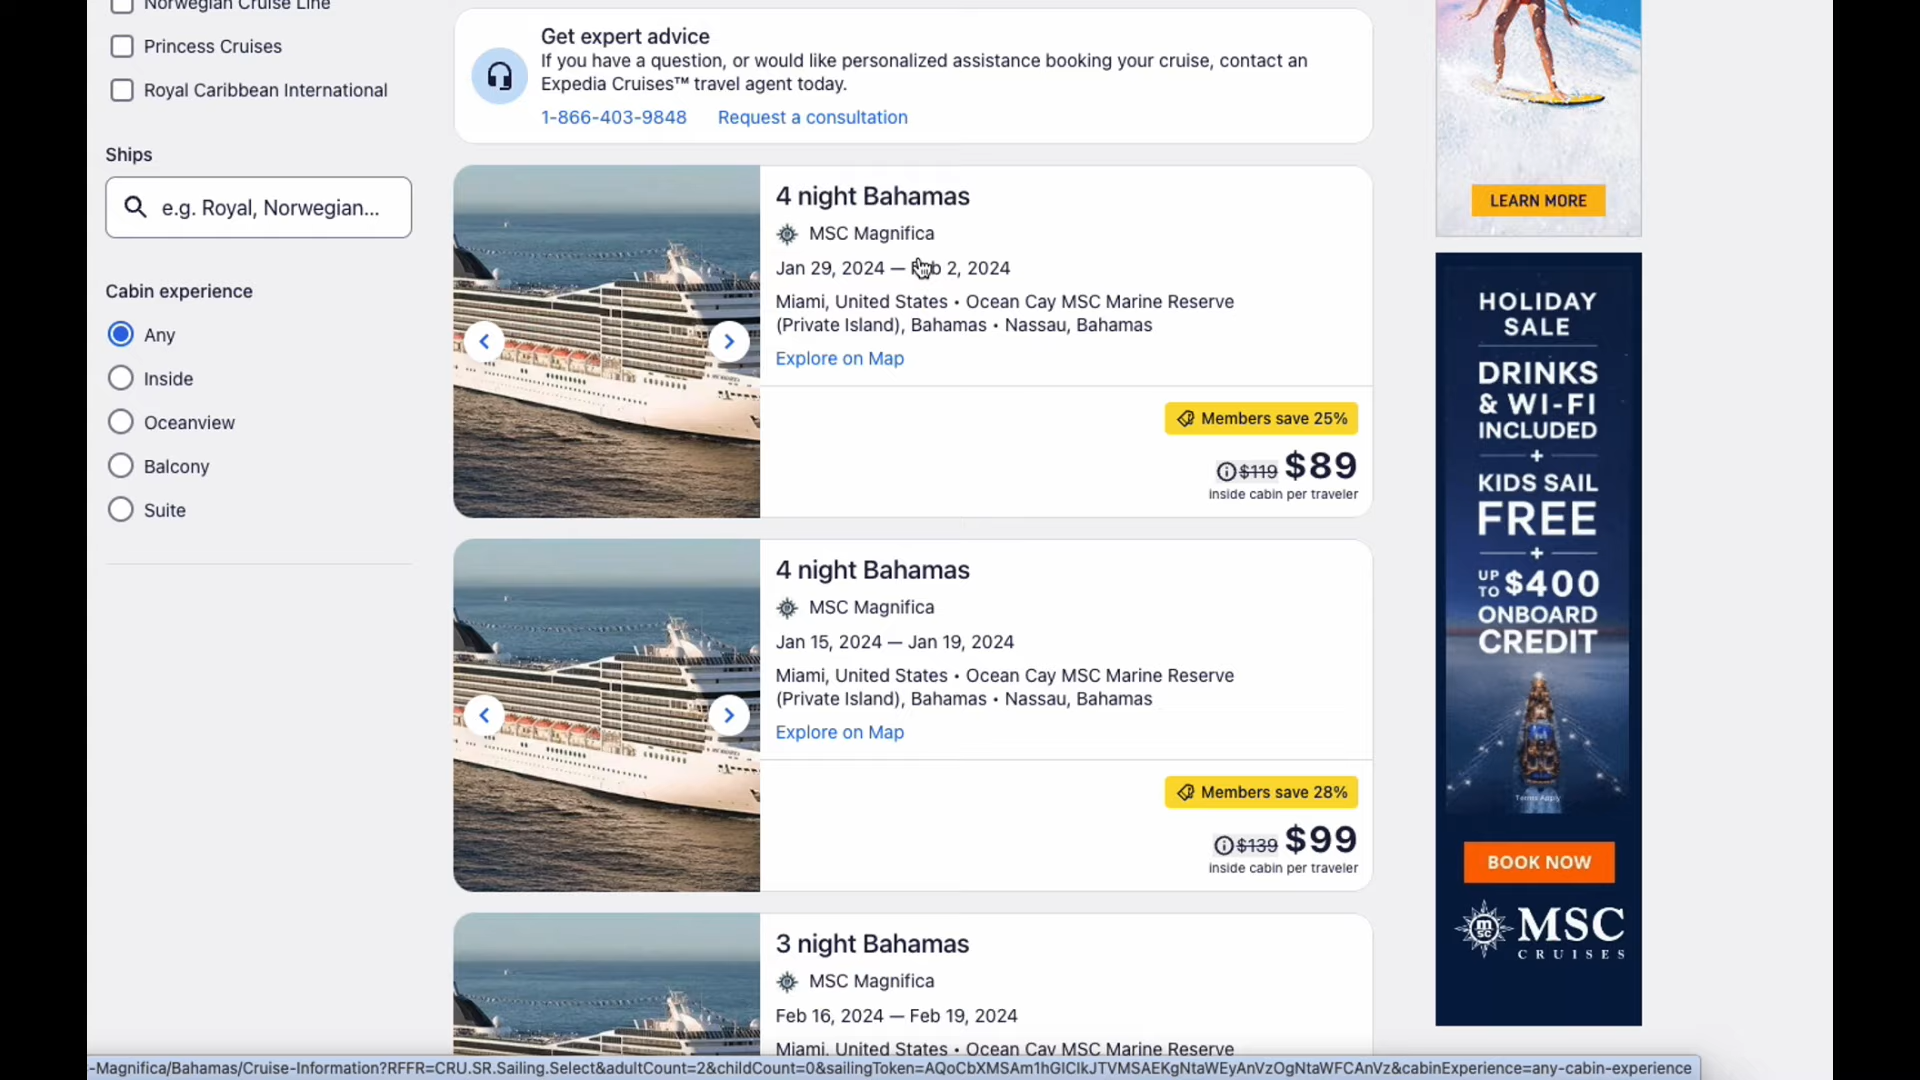 Norwegian Cruise Line
Princess Cruises
Royal Caribbean International
Ships
e.g. Royal, Norwegian...
Cabin experience
Any
Inside
Oceanview
Balcony
Suite
Get expert advice
If you have a question, or would like personalized assistance booking your cruise, contact an
Expedia Cruises™ travel agent today.
1-866-403-9848 Request a consultation
4 night Bahamas
MSC Magnifica
Jan 29, 2024 — Feb 2, 2024
Miami, United States • Ocean Cay MSC Marine Reserve
(Private Island), Bahamas • Nassau, Bahamas
Explore on Map
Members save 25%
$119 $89
inside cabin per traveler
4 night Bahamas
MSC Magnifica
Jan 15, 2024 — Jan 19, 2024
Miami, United States • Ocean Cay MSC Marine Reserve
(Private Island), Bahamas • Nassau, Bahamas
Explore on Map
Members save 28%
$139 $99
inside cabin per traveler
3 night Bahamas
MSC Magnifica
Feb 16, 2024 — Feb 19, 2024
Miami, United States • Ocean Cay MSC Marine Reserve
LEARN MORE
HOLIDAY
SALE
DRINKS
& WI-FI
INCLUDED
+
KIDS SAIL
FREE
+
UP TO $400
ONBOARD
CREDIT
Terms Apply
BOOK NOW
MSC
CRUISES
-Magnifica/Bahamas/Cruise-Information?RFFR=CRU.SR.Sailing.Select&adultCount=2&childCount=0&sailingToken=AQoCbXMSAm1hGIClkJTVMSAEKgNtaWEyAnVzOgNtaWFCAnVz&cabinExperience=any-cabin-experience